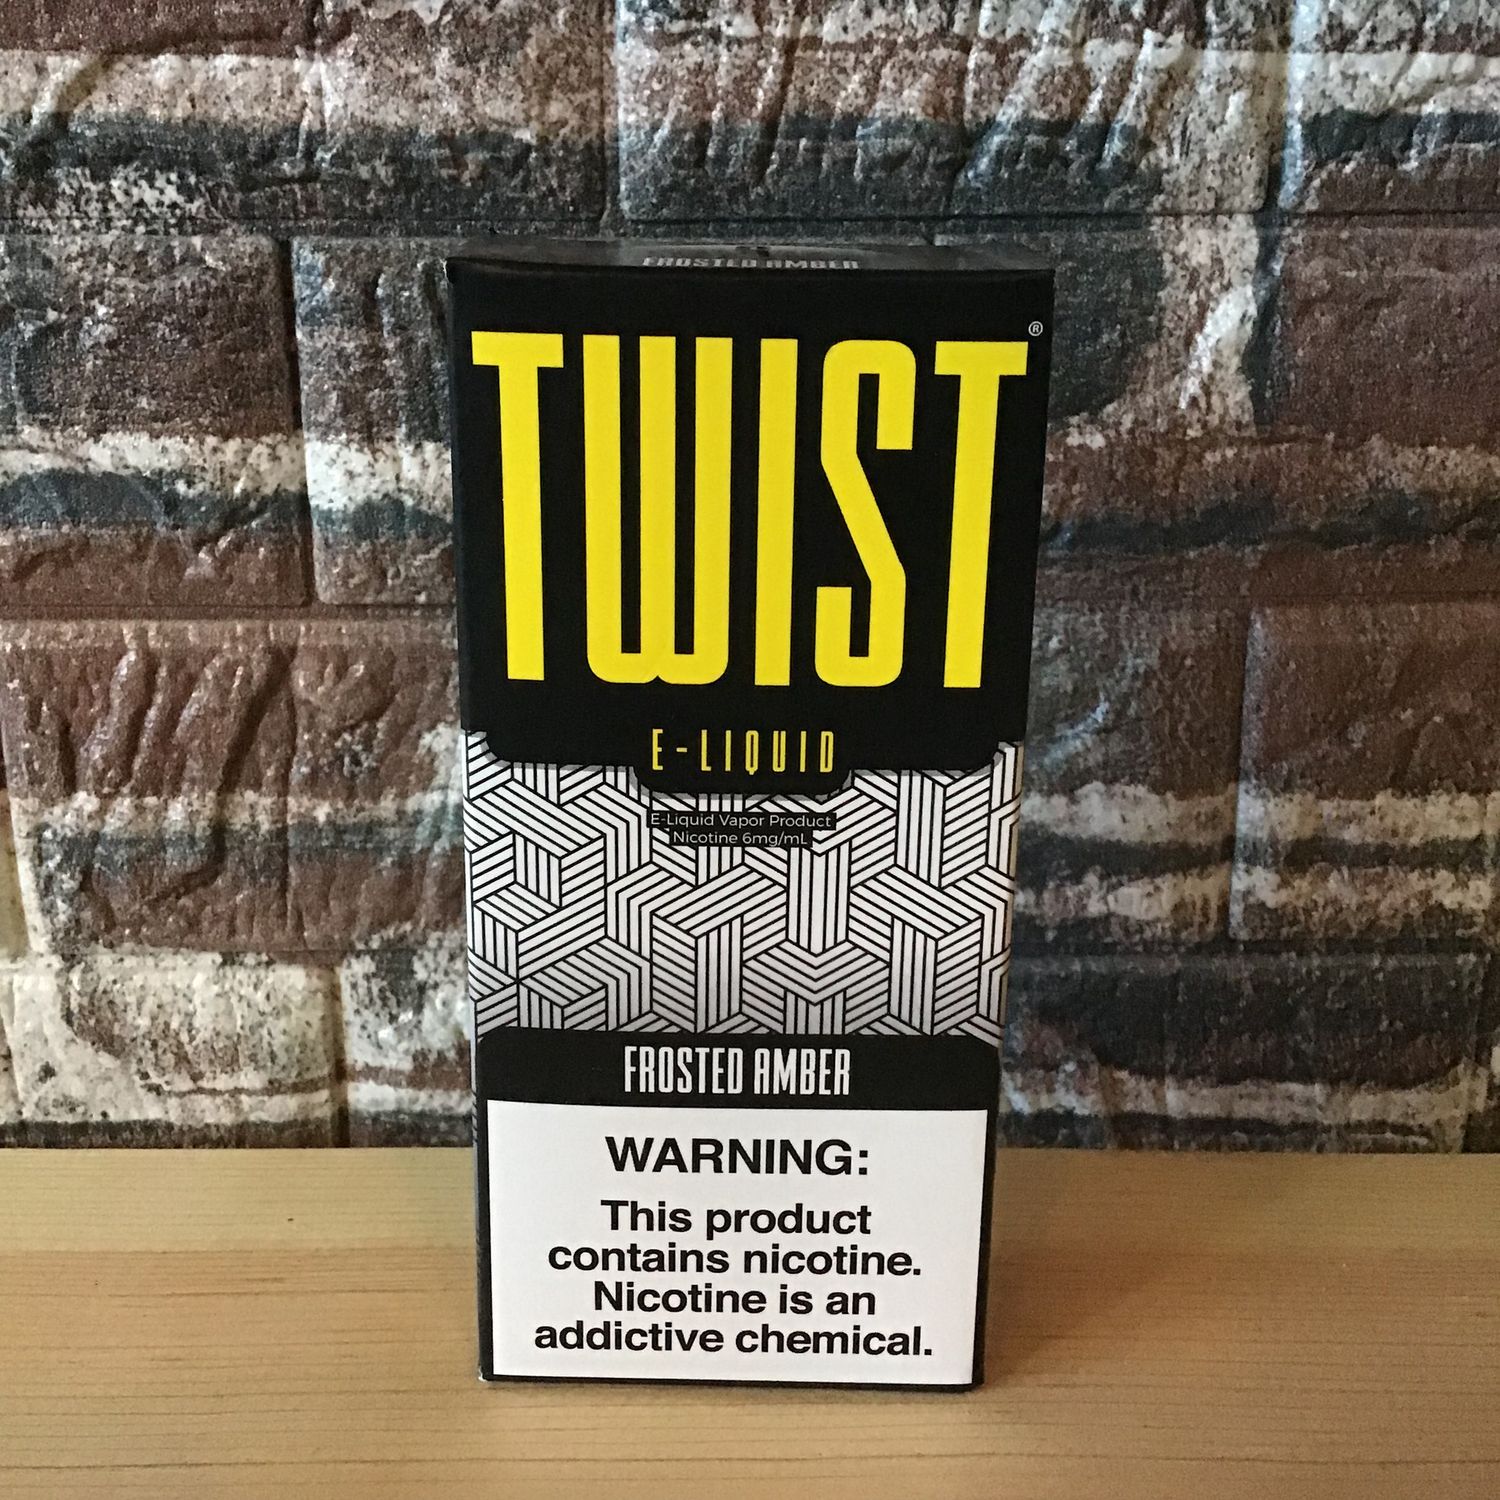 FROSTED AMBER
TWIST®
E-LIQUID
E-Liquid Vapor Product
Nicotine 6mg/mL
FROSTED AMBER
WARNING:
This product
contains nicotine.
Nicotine is an
addictive chemical.